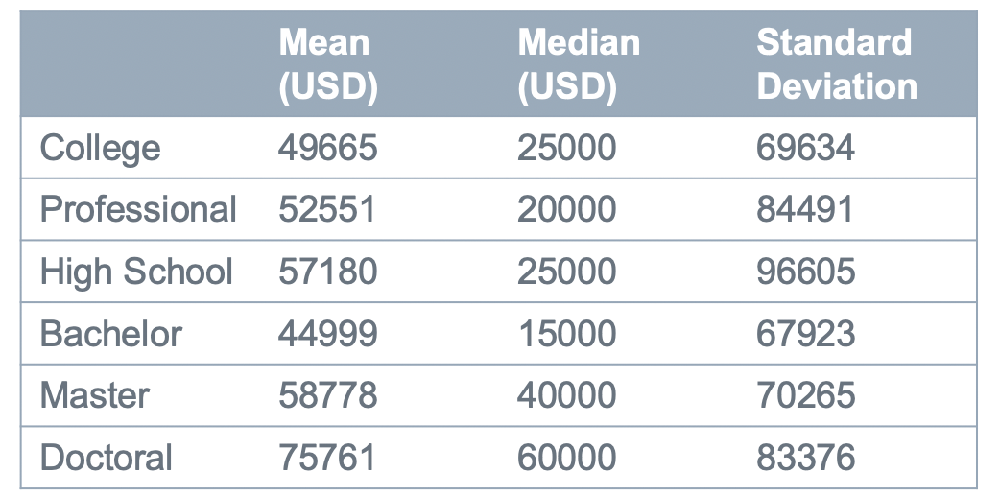 Mean (USD) Median (USD) Standard Deviation
College 49665 25000 69634
Professional 52551 20000 84491
High School 57180 25000 96605
Bachelor 44999 15000 67923
Master 58778 40000 70265
Doctoral 75761 60000 83376